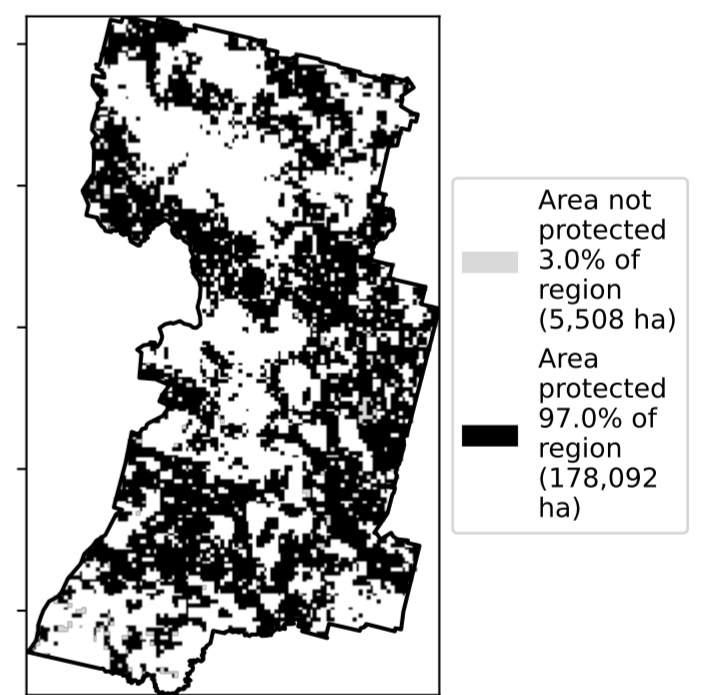 Area not
protected
3.0% of
region
(5,508 ha)
Area
protected
97.0% of
region
(178,092
ha)